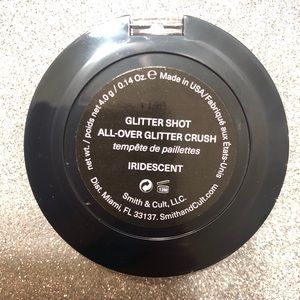 net wt. / poids net 4.0 g / 0.14 Oz. ℮ Made in USA/Fabriqué aux États-Unis
GLITTER SHOT
ALL-OVER GLITTER CRUSH
tempête de paillettes
IRIDESCENT
12M
Smith & Cult, LLC.
Dist. Miami, FL 33137. SmithandCult.com